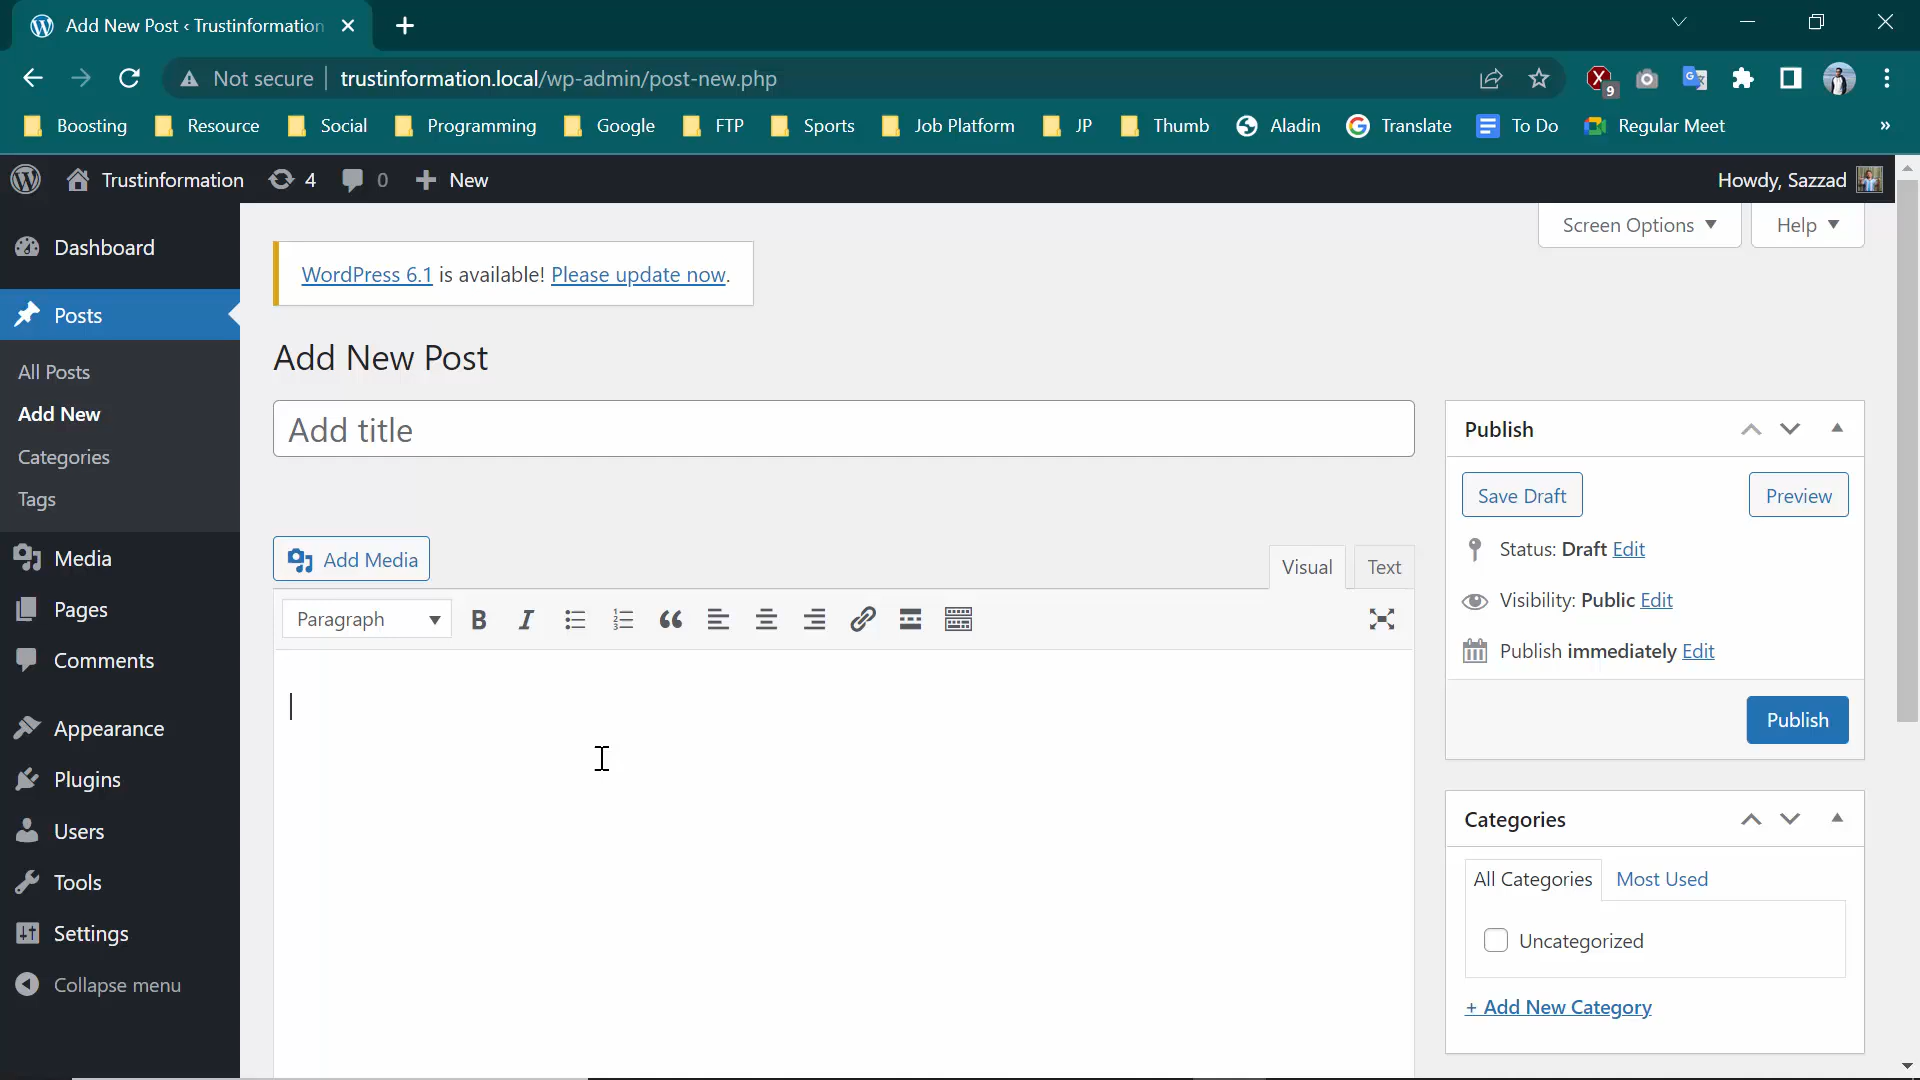 Add New Post ‹ Trustinformation
Not secure
trustinformation.local/wp-admin/post-new.php
9
Boosting
Resource
Social
Programming
Google
FTP
Sports
Job Platform
JP
Thumb
Aladin
Translate
To Do
Regular Meet
»
Trustinformation
4
0
New
Howdy, Sazzad
Dashboard
Posts
All Posts
Add New
Categories
Tags
Media
Pages
Comments
Appearance
Plugins
Users
Tools
Settings
Collapse menu
Screen Options
Help
WordPress 6.1 is available! Please update now.
Add New Post
Add title
Add Media
Visual
Text
Paragraph
B
I
Publish
Save Draft
Preview
Status: Draft Edit
Visibility: Public Edit
Publish immediately Edit
Publish
Categories
All Categories
Most Used
Uncategorized
+ Add New Category